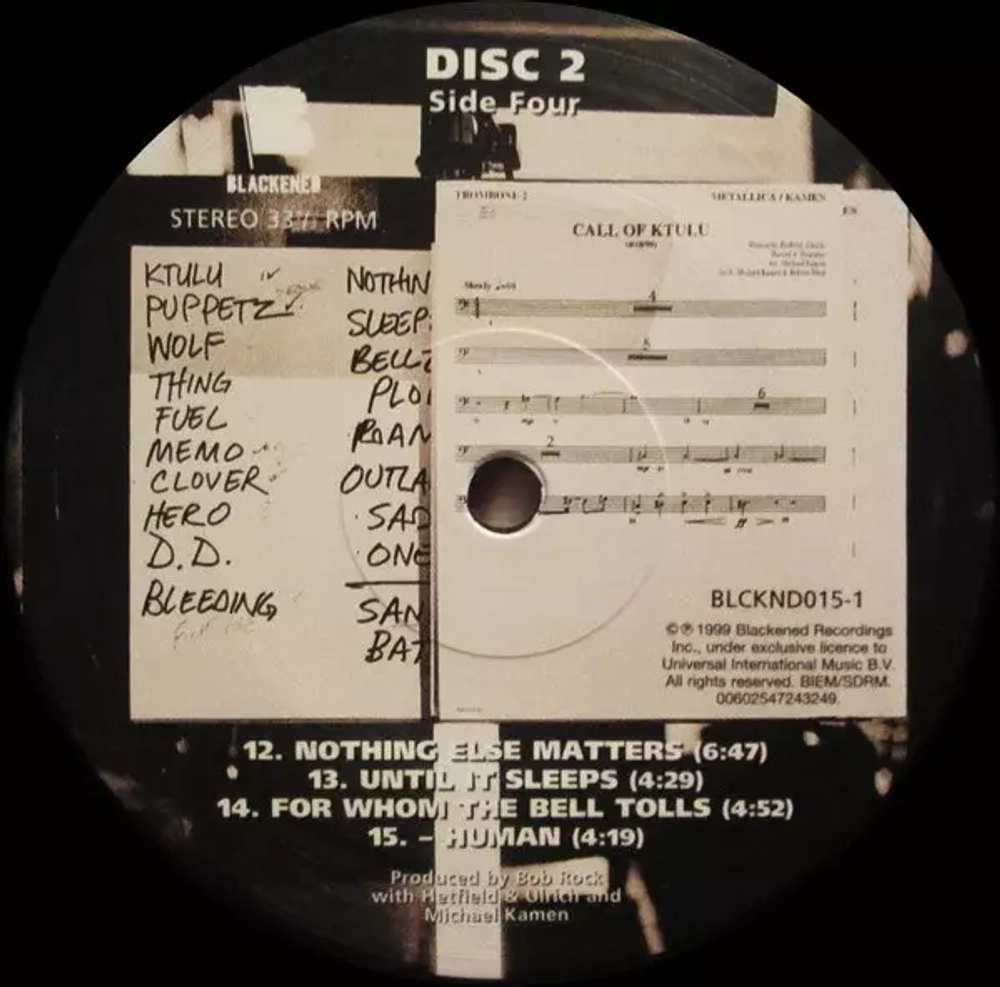 DISC 2
Side Four
BLACKENED
STEREO 33⅓ RPM
KTULU
PUPPETZ
WOLF
THING
FUEL
MEMO
CLOVER
HERO
D.D.
BLEEDING
NOTHIN
SLEEP
BELLZ
OUTLA
SAD
ONE
SAN
BAT
TROMBONE 2
METALLICA / KAMEN
CALL OF KTULU
4
8
6
2
BLCKND015-1
©℗ 1999 Blackened Recordings
Inc., under exclusive licence to
Universal International Music B.V.
All rights reserved. BIEM/SDRM.
00602547243249.
12. NOTHING ELSE MATTERS (6:47)
13. UNTIL IT SLEEPS (4:29)
14. FOR WHOM THE BELL TOLLS (4:52)
15. – HUMAN (4:19)
Produced by Bob Rock
with Hetfield & Ulrich and
Michael Kamen